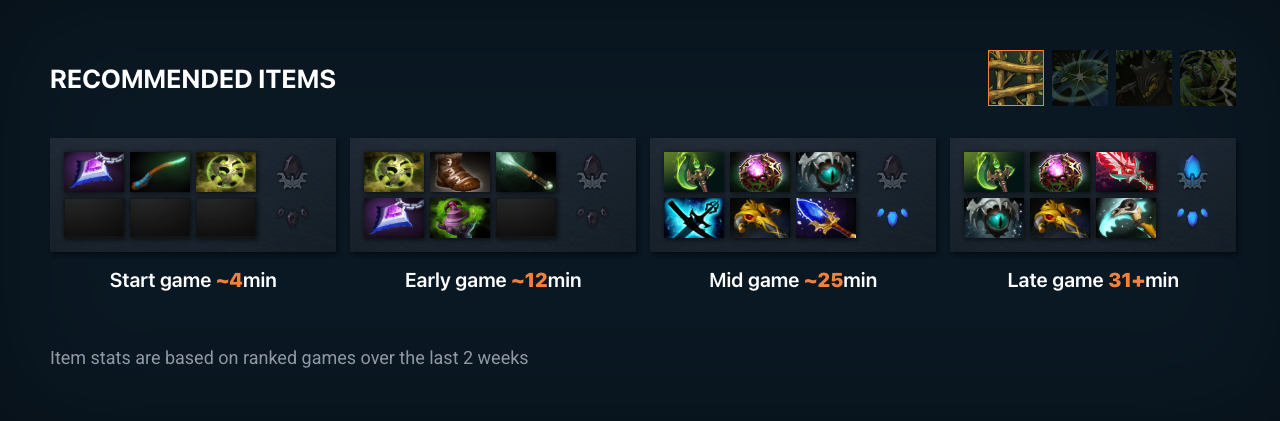 RECOMMENDED ITEMS
Start game ~4min
Early game ~12min
Mid game ~25min
Late game 31+min
Item stats are based on ranked games over the last 2 weeks